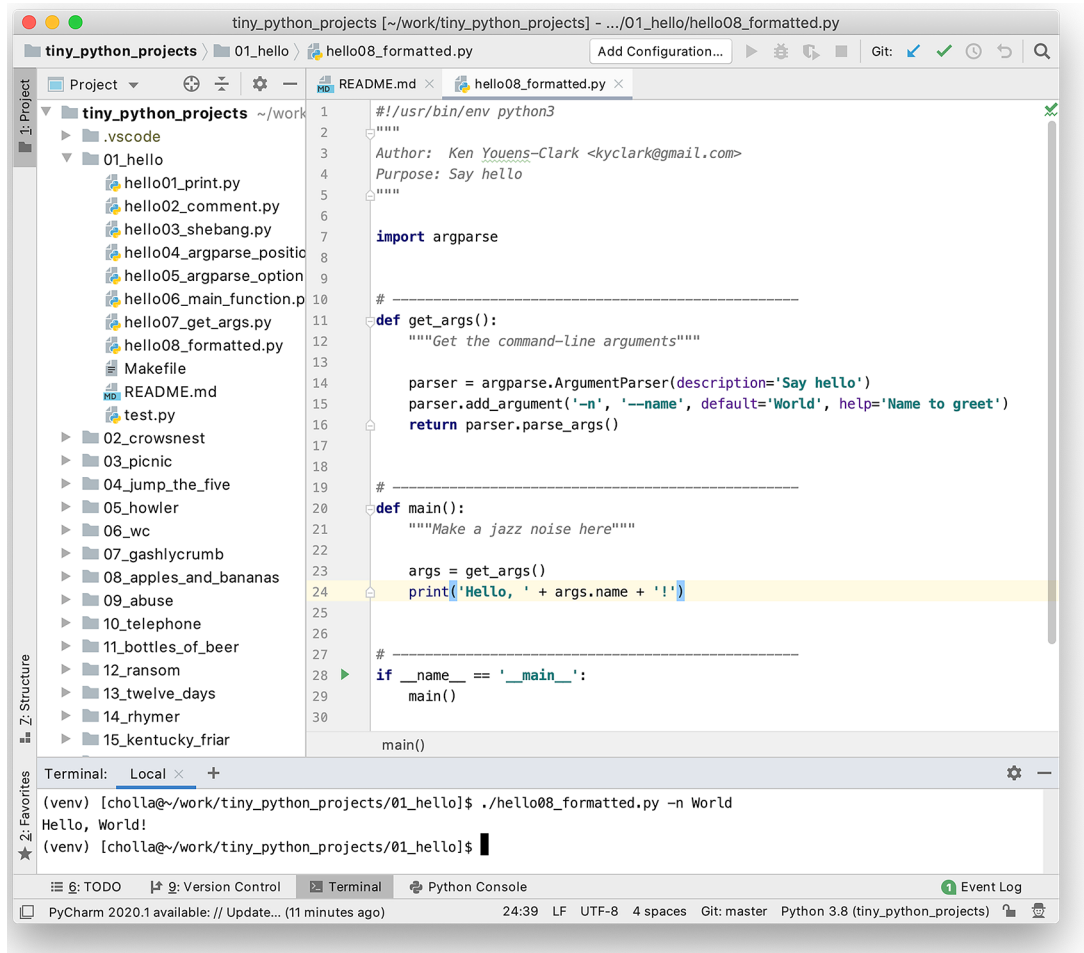 tiny_python_projects [~/work/tiny_python_projects] - .../01_hello/hello08_formatted.py
tiny_python_projects 01_hello hello08_formatted.py Add Configuration... Git:
1: Project
Project
README.md hello08_formatted.py
tiny_python_projects ~/work
.vscode
01_hello
hello01_print.py
hello02_comment.py
hello03_shebang.py
hello04_argparse_positio
hello05_argparse_option
hello06_main_function.p
hello07_get_args.py
hello08_formatted.py
Makefile
README.md
test.py
02_crowsnest
03_picnic
04_jump_the_five
05_howler
06_wc
07_gashlycrumb
08_apples_and_bananas
09_abuse
10_telephone
11_bottles_of_beer
12_ransom
13_twelve_days
14_rhymer
15_kentucky_friar
1 #!/usr/bin/env python3
2 """
3 Author:  Ken Youens-Clark <kyclark@gmail.com>
4 Purpose: Say hello
5 """
6
7 import argparse
8
9
10 # --------------------------------------------------
11 def get_args():
12     """Get the command-line arguments"""
13
14     parser = argparse.ArgumentParser(description='Say hello')
15     parser.add_argument('-n', '--name', default='World', help='Name to greet')
16     return parser.parse_args()
17
18
19 # --------------------------------------------------
20 def main():
21     """Make a jazz noise here"""
22
23     args = get_args()
24     print('Hello, ' + args.name + '!')
25
26
27 # --------------------------------------------------
28 if __name__ == '__main__':
29     main()
30
main()
Z: Structure
2: Favorites
Terminal: Local
(venv) [cholla@~/work/tiny_python_projects/01_hello]$ ./hello08_formatted.py -n World
Hello, World!
(venv) [cholla@~/work/tiny_python_projects/01_hello]$
6: TODO 9: Version Control Terminal Python Console 1 Event Log
PyCharm 2020.1 available: // Update... (11 minutes ago) 24:39 LF UTF-8 4 spaces Git: master Python 3.8 (tiny_python_projects)